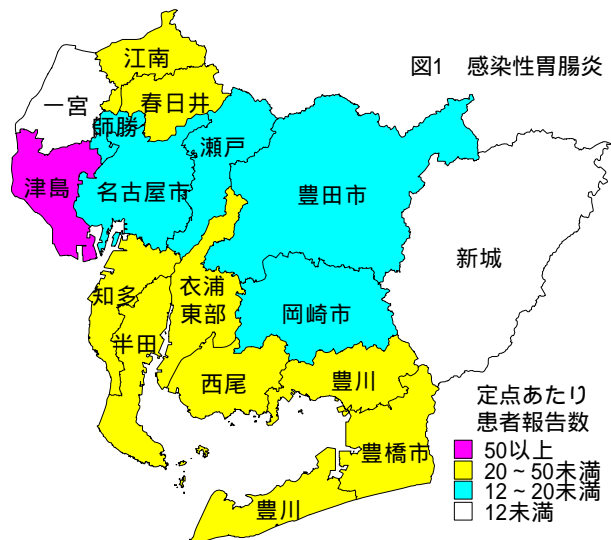 図1　感染性胃腸炎
江南
春日井
一宮
師勝
瀬戸
津島
名古屋市
豊田市
新城
知多
衣浦
東部
岡崎市
半田
西尾
豊川
豊橋市
豊川
定点あたり
患者報告数
50以上
20～50未満
12～20未満
12未満